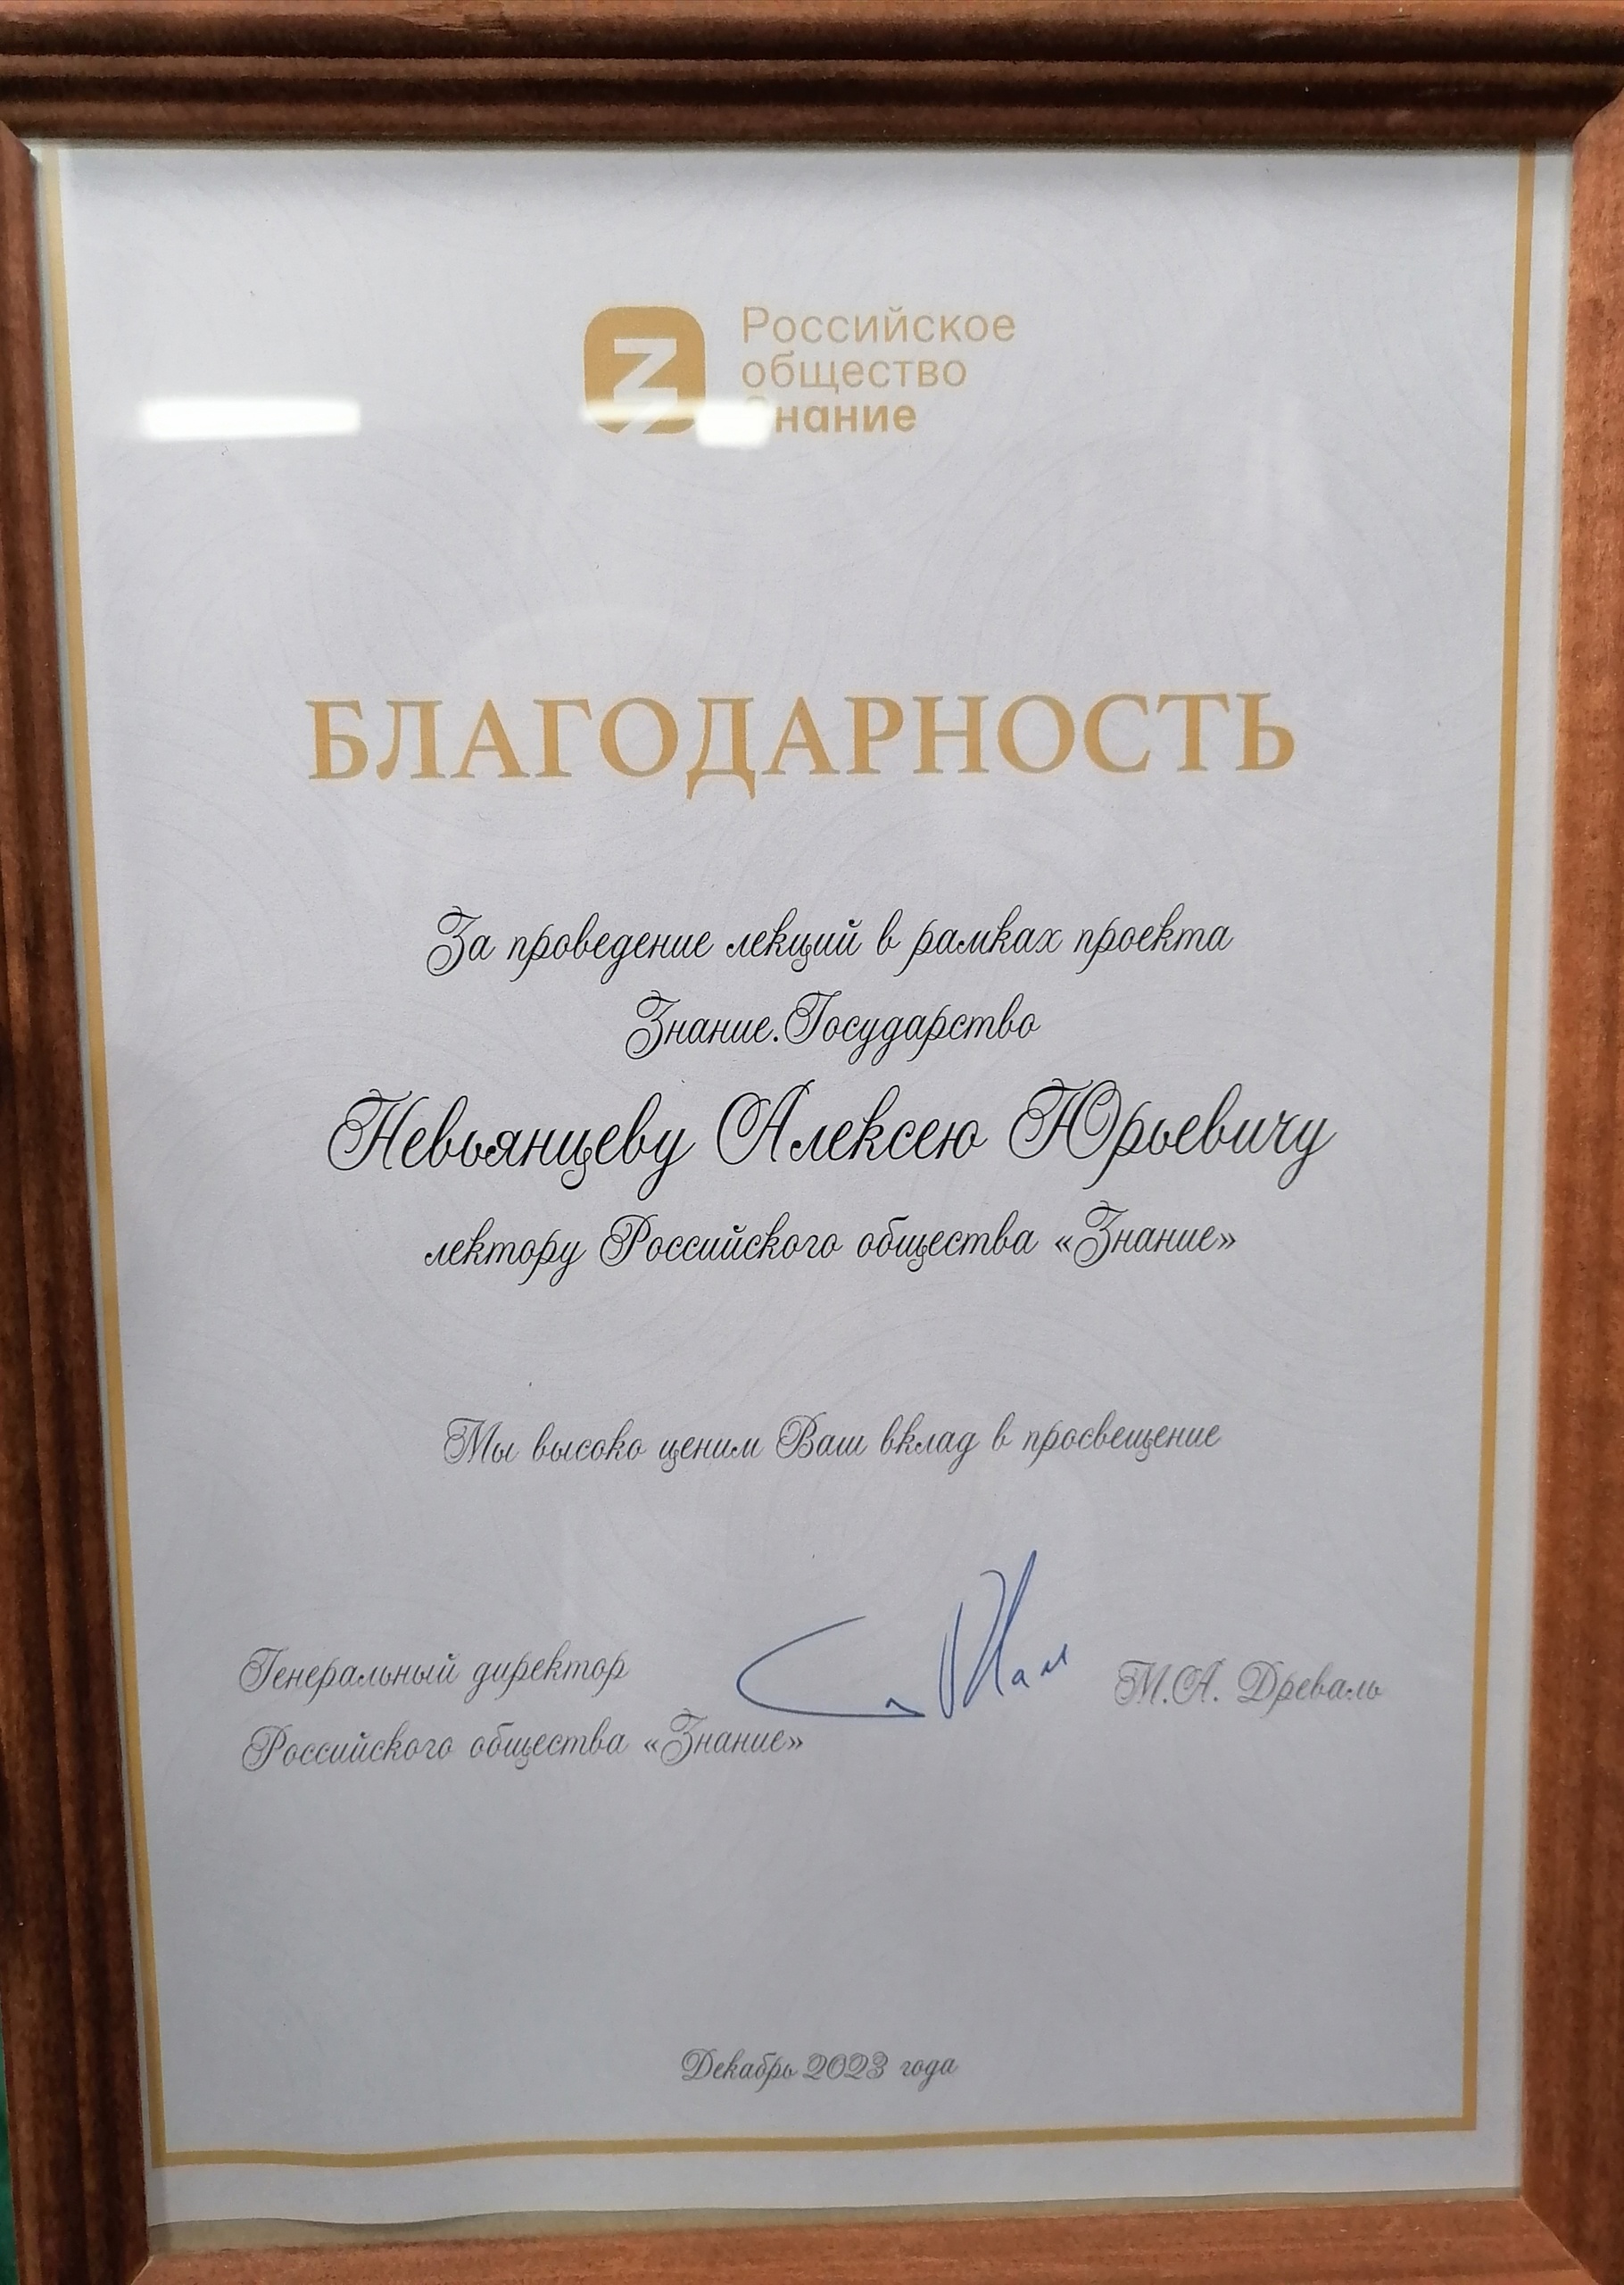 Российское
общество
Знание
БЛАГОДАРНОСТЬ
За проведение лекций в рамках проекта
Знание.Государство
Невьянцеву Алексею Юрьевичу
лектору Российского общества «Знание»
Мы высоко ценим Ваш вклад в просвещение
Генеральный директор
Российского общества «Знание»
М.А. Древаль
Декабрь 2023 года